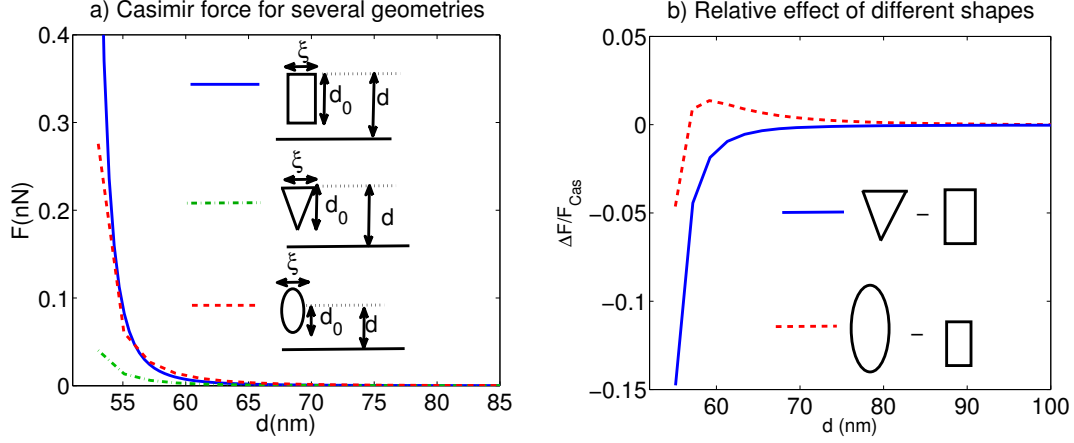 a) Casimir force for several geometries
0.4
0.3
0.2
0.1
0
F(nN)
ξ
d₀
d
ξ
d₀
d
ξ
d₀
d
55 60 65 70 75 80 85
d(nm)
b) Relative effect of different shapes
0.05
0
−0.05
−0.1
−0.15
ΔF/F_Cas
−
−
60 70 80 90 100
d (nm)